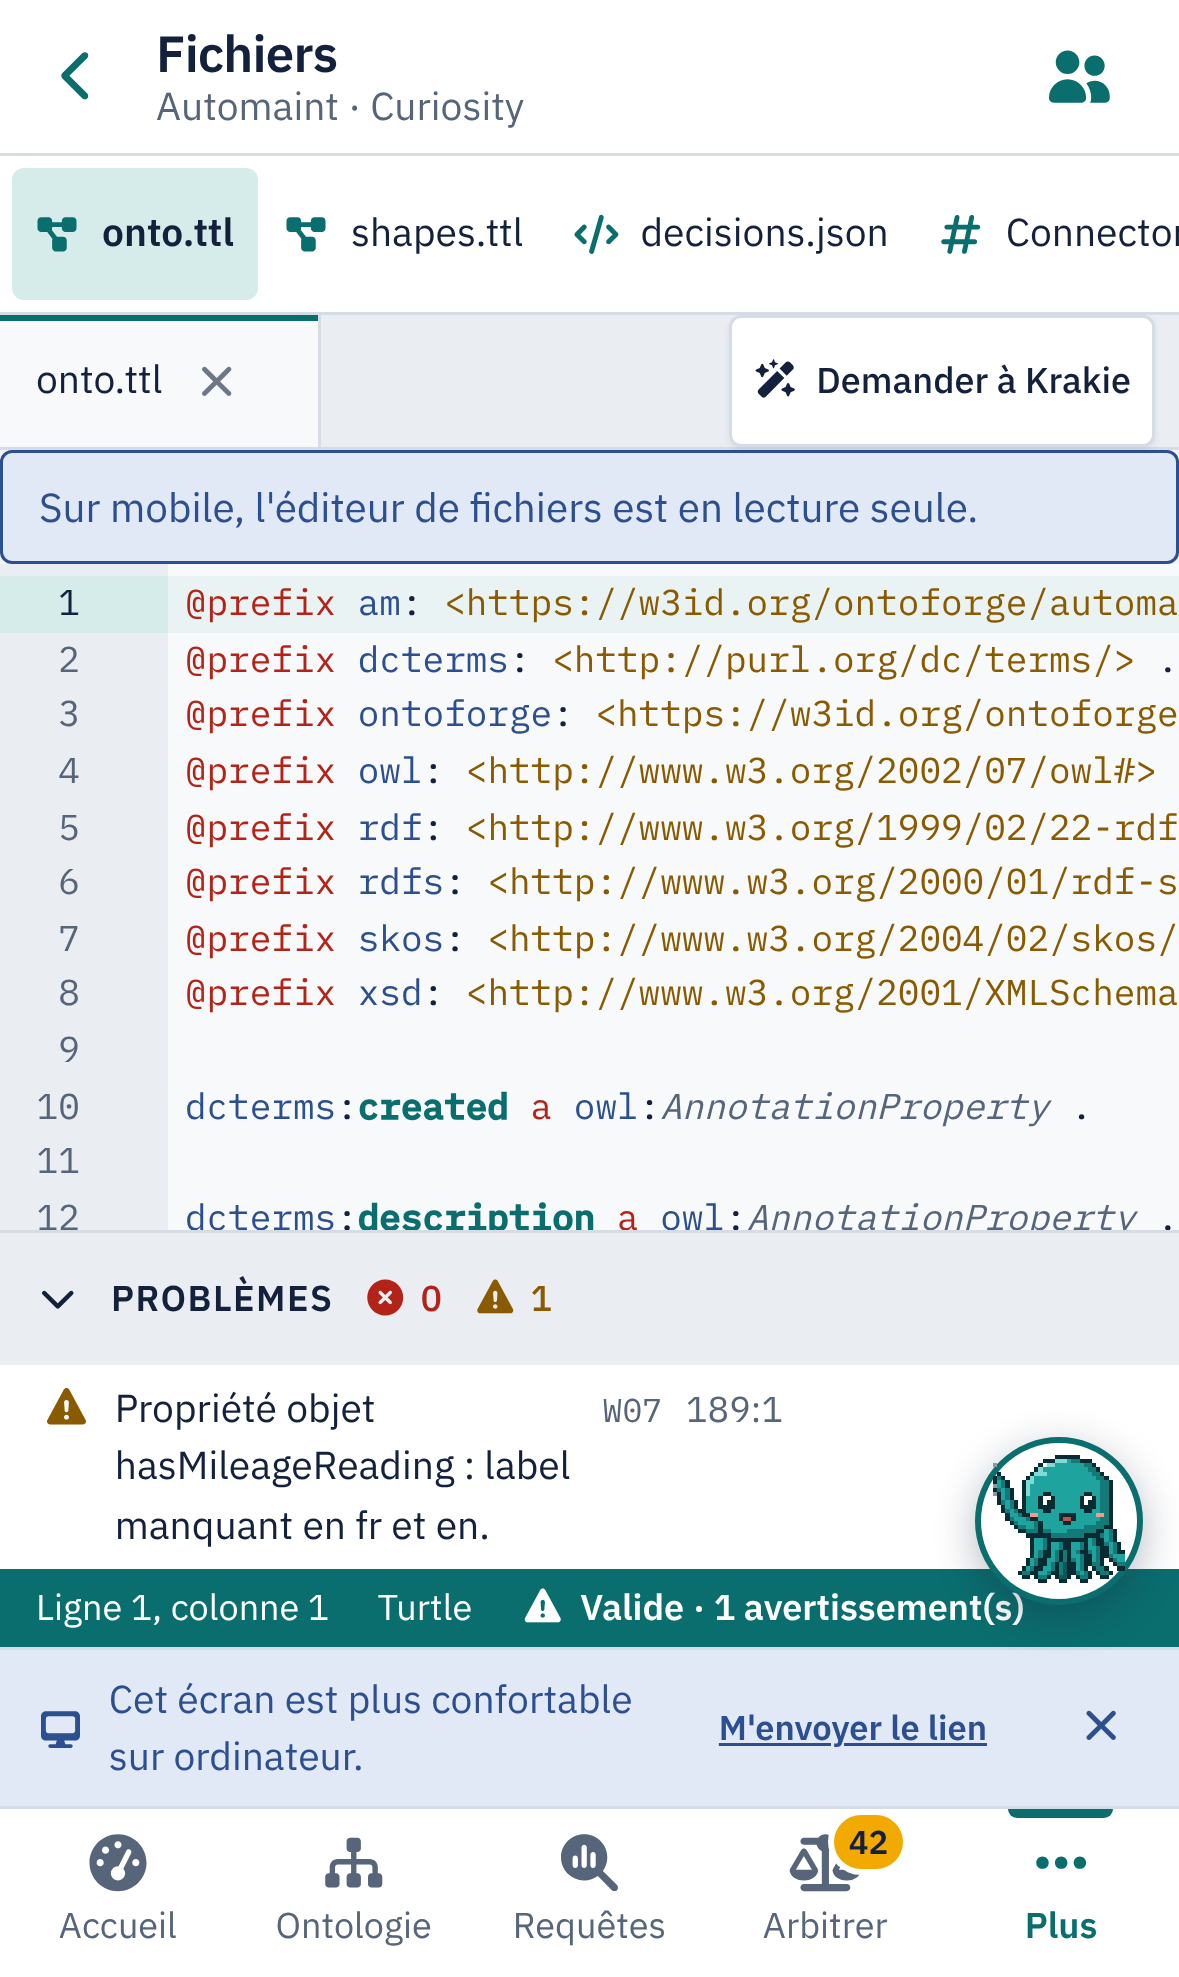 Fichiers
Automaint · Curiosity
onto.ttl
shapes.ttl
decisions.json
Connector
onto.ttl
Demander à Krakie
Sur mobile, l'éditeur de fichiers est en lecture seule.
1 @prefix am: <https://w3id.org/ontoforge/automa
2 @prefix dcterms: <http://purl.org/dc/terms/> .
3 @prefix ontoforge: <https://w3id.org/ontoforge
4 @prefix owl: <http://www.w3.org/2002/07/owl#>
5 @prefix rdf: <http://www.w3.org/1999/02/22-rdf
6 @prefix rdfs: <http://www.w3.org/2000/01/rdf-s
7 @prefix skos: <http://www.w3.org/2004/02/skos/
8 @prefix xsd: <http://www.w3.org/2001/XMLSchema
9
10 dcterms:created a owl:AnnotationProperty .
11
12 dcterms:description a owl:AnnotationProperty .
PROBLÈMES 0 1
Propriété objet W07 189:1
hasMileageReading : label
manquant en fr et en.
Ligne 1, colonne 1 Turtle Valide · 1 avertissement(s)
Cet écran est plus confortable
sur ordinateur.
M'envoyer le lien
42
Accueil
Ontologie
Requêtes
Arbitrer
Plus